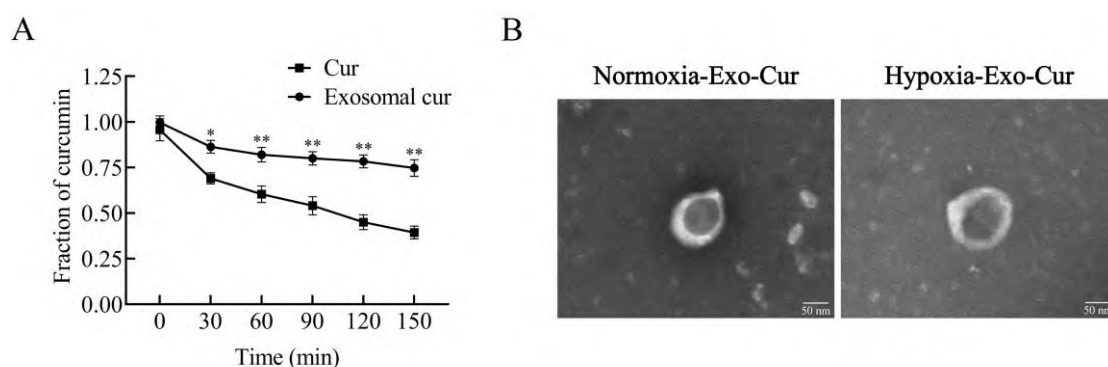 A
Cur
Exosomal cur
Fraction of curcumin
1.25
1.00
0.75
0.50
0.25
0.00
*
**
**
**
**
0
30
60
90
120
150
Time (min)
B
Normoxia-Exo-Cur
Hypoxia-Exo-Cur
50 nm
50 nm